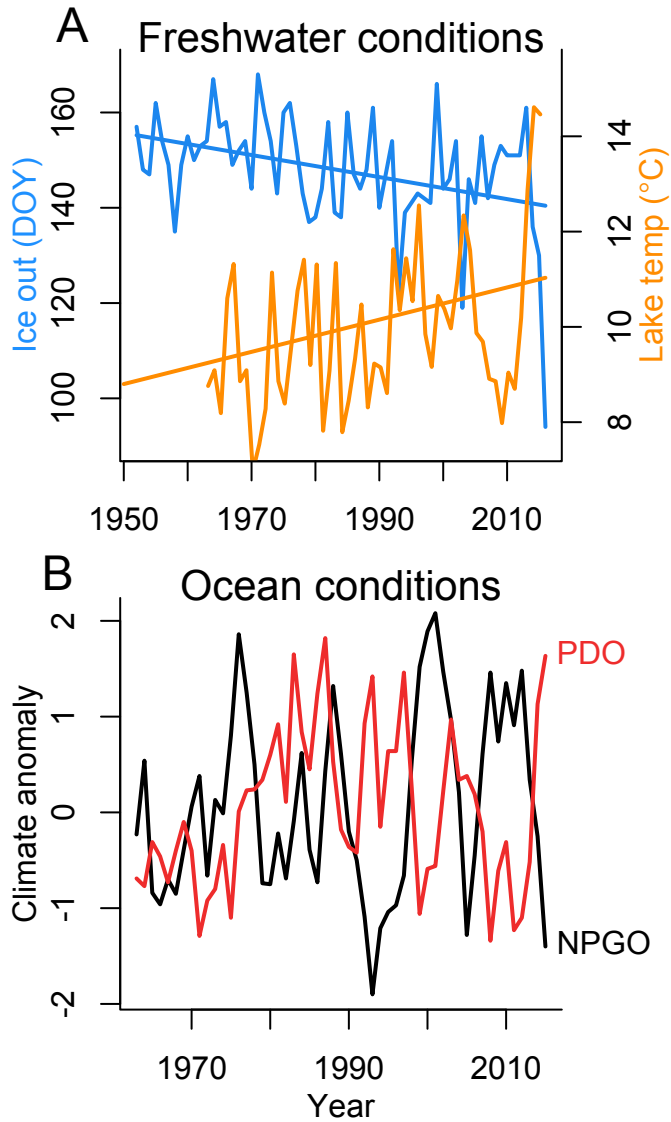 A
Freshwater conditions
Ice out (DOY)
160
140
120
100
14
12
10
8
Lake temp (°C)
1950
1970
1990
2010
B
Ocean conditions
Climate anomaly
2
1
0
-1
-2
PDO
NPGO
1970
1990
2010
Year